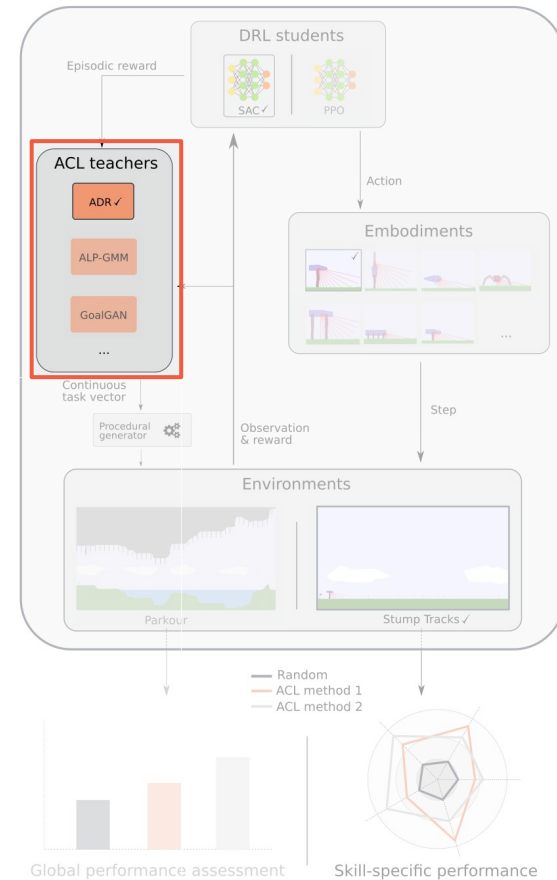 DRL students
Episodic reward
SAC ✓
PPO
ACL teachers
ADR ✓
ALP-GMM
GoalGAN
...
Action
Embodiments
✓
...
Continuous
task vector
Procedural
generator
Observation
& reward
Step
Environments
Parkour
Stump Tracks ✓
Random
ACL method 1
ACL method 2
Global performance assessment
Skill-specific performance